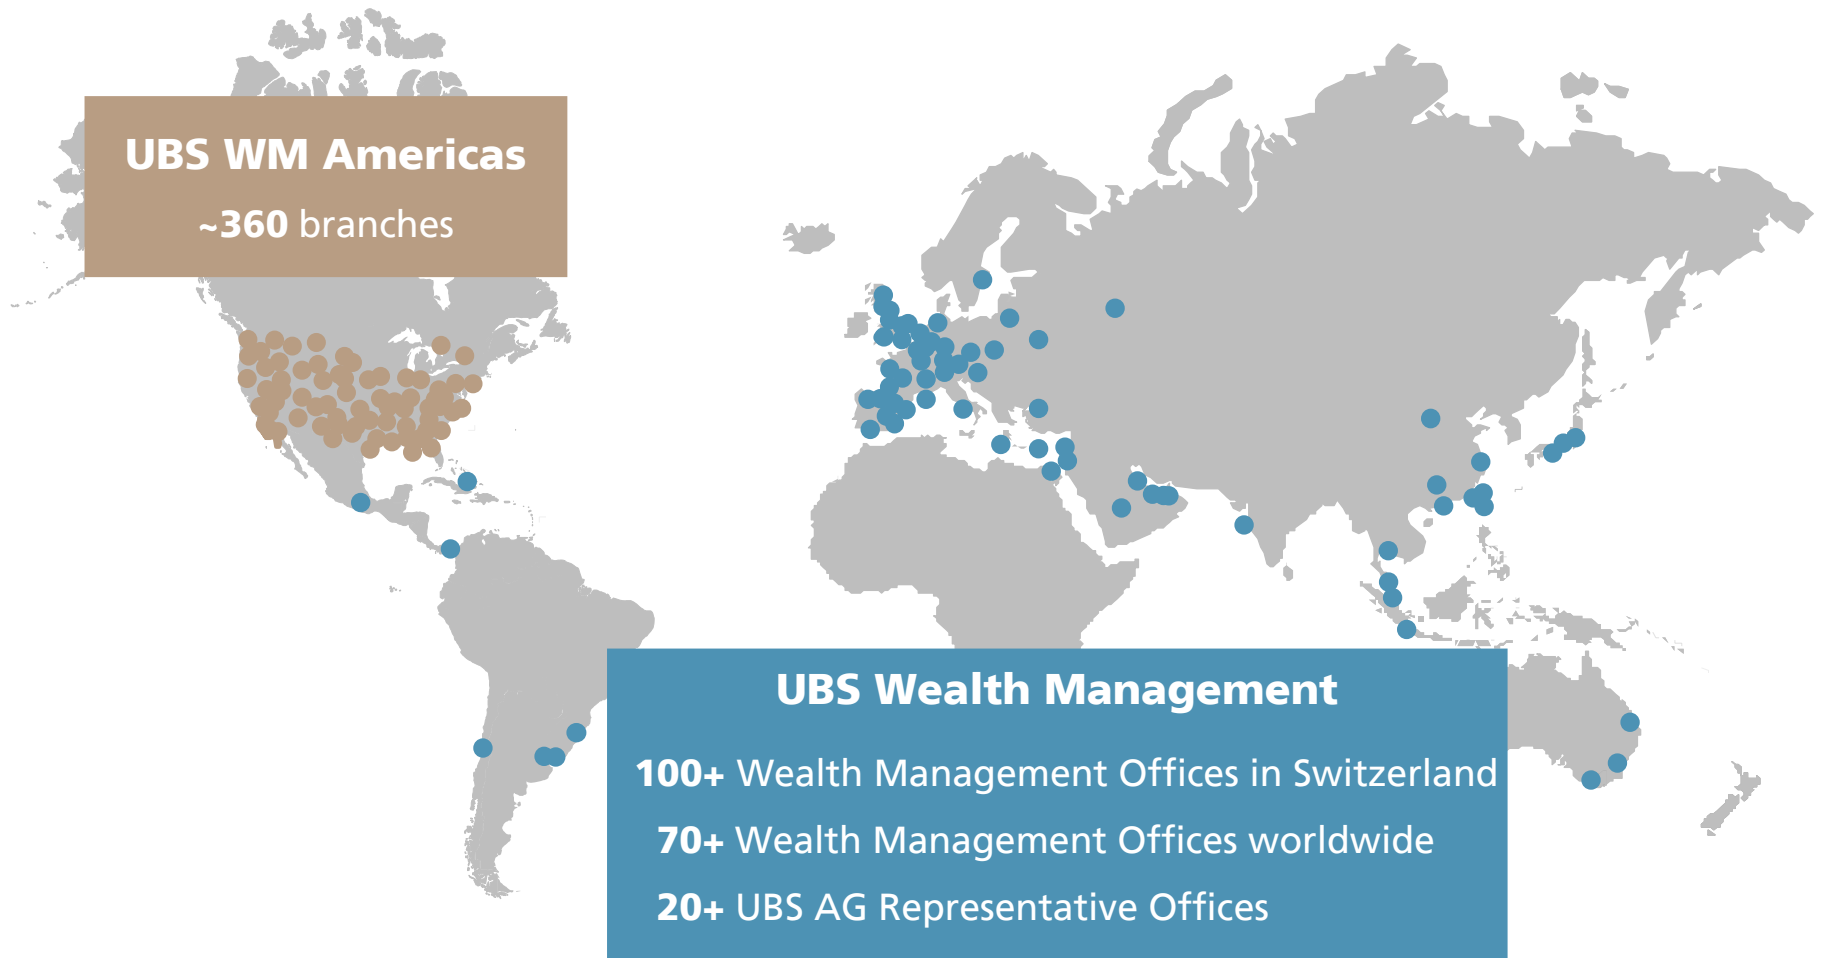 UBS WM Americas
~360 branches
UBS Wealth Management
100+ Wealth Management Offices in Switzerland
70+ Wealth Management Offices worldwide
20+ UBS AG Representative Offices